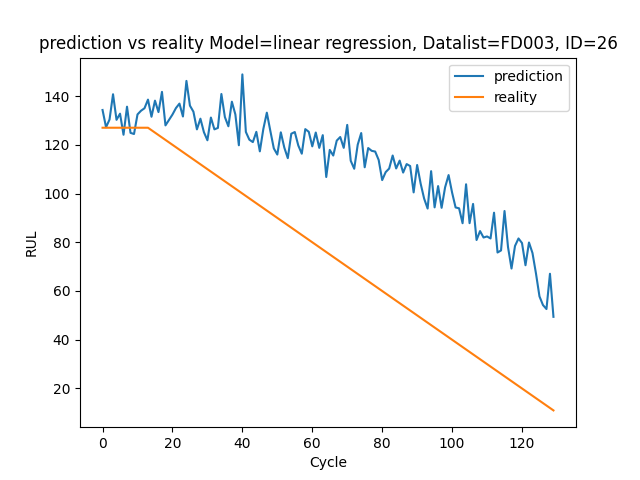 prediction vs reality Model=linear regression, Datalist=FD003, ID=26
prediction
reality
RUL
140
120
100
80
60
40
20
0 20 40 60 80 100 120
Cycle